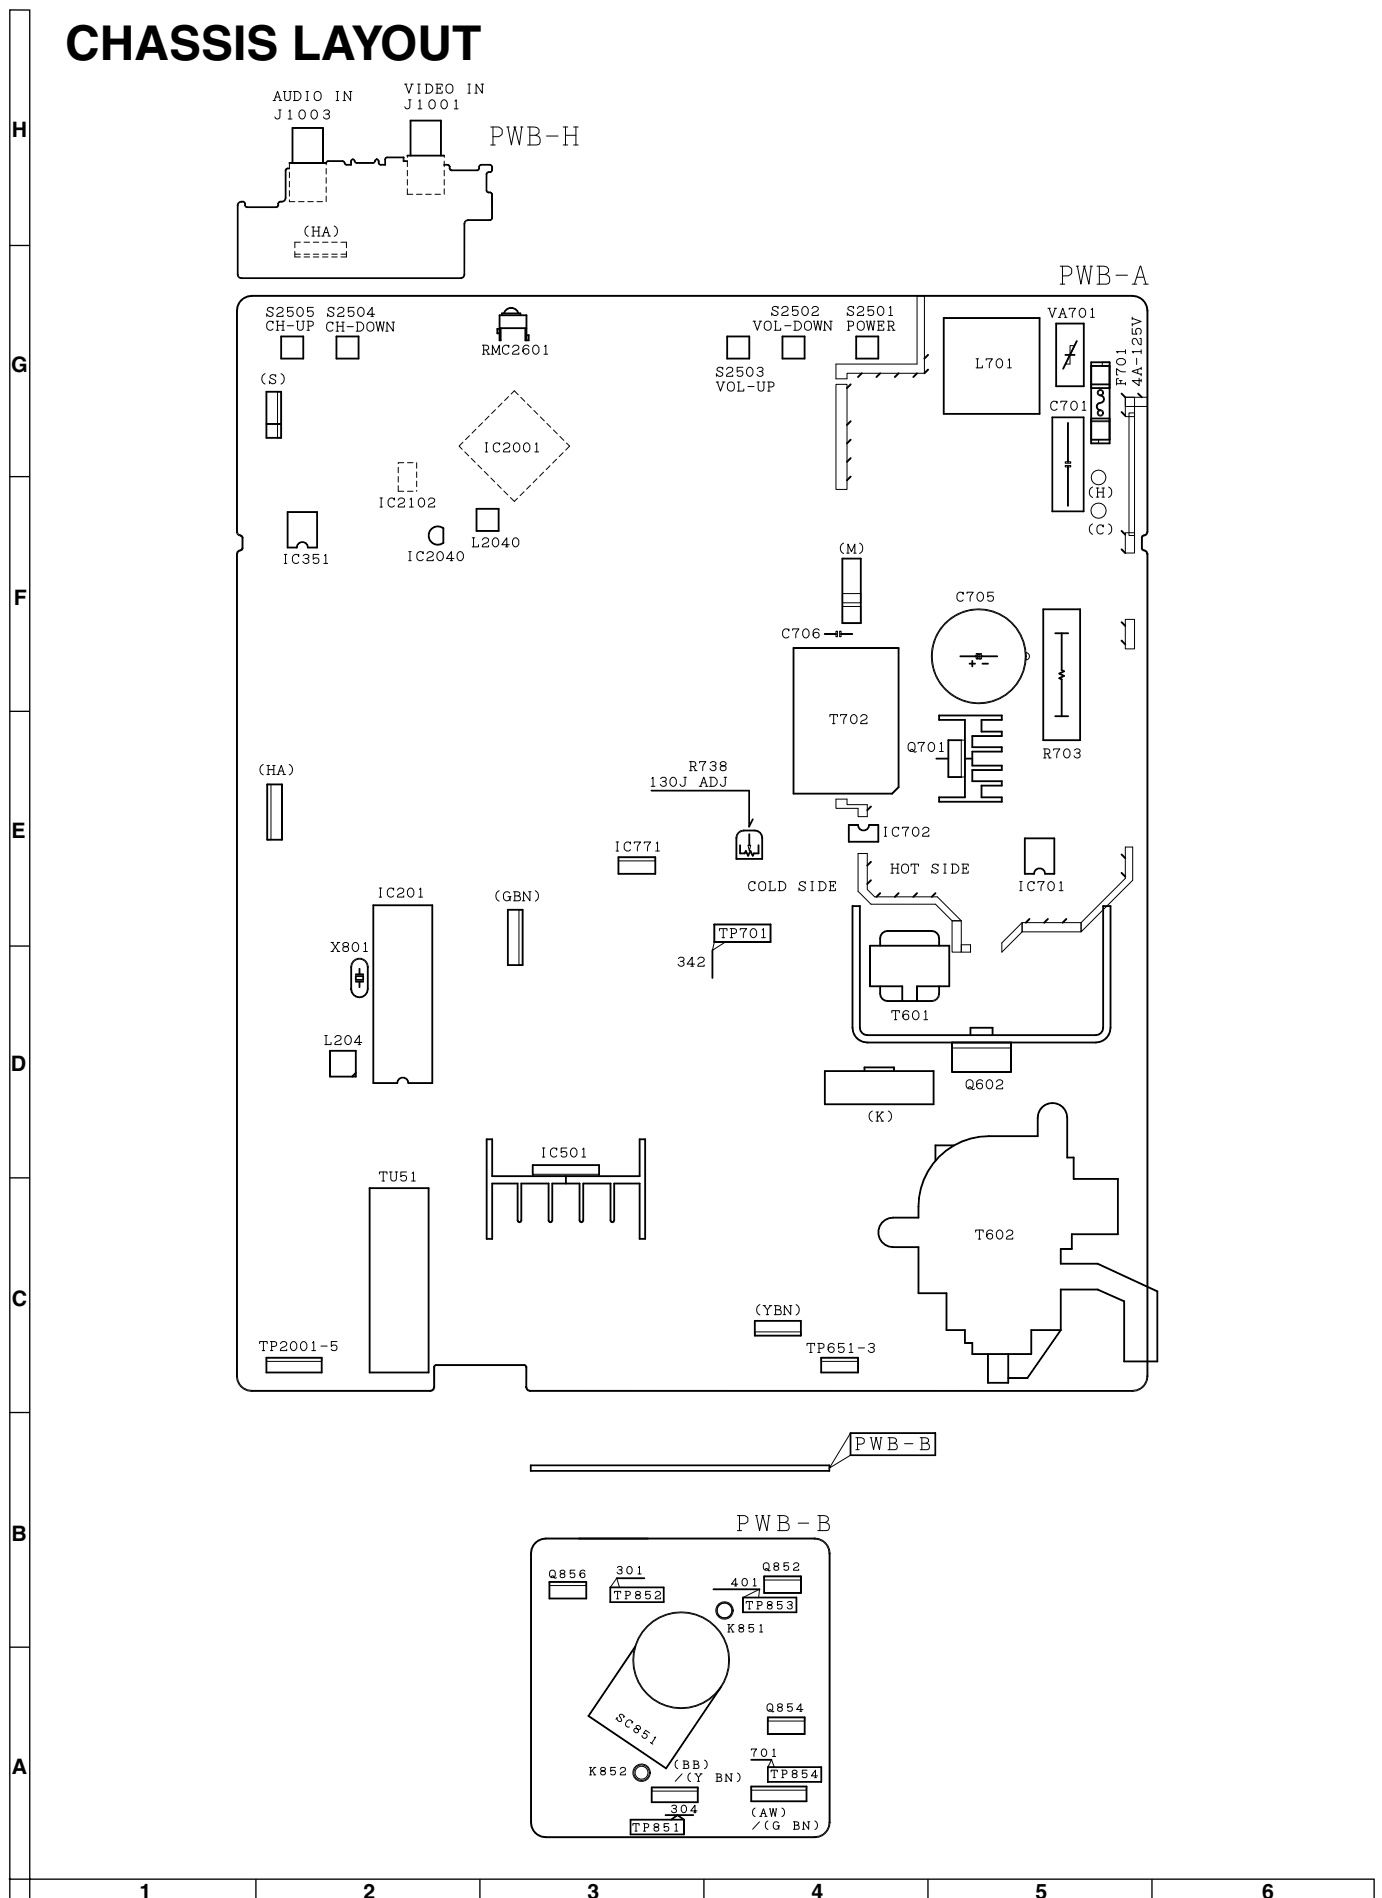 CHASSIS LAYOUT
AUDIO IN
J1003
VIDEO IN
J1001
PWB-H
H
(HA)
PWB-A
S2505
CH-UP
S2504
CH-DOWN
RMC2601
S2502
VOL-DOWN
S2501
POWER
S2503
VOL-UP
VA701
F701
4A-125V
L701
G
(S)
C701
IC2001
IC2102
(H)
(C)
IC351
IC2040
L2040
(M)
F
C705
C706
T702
Q701
R703
R738
130J ADJ
(HA)
E
IC702
IC771
HOT SIDE
COLD SIDE
IC701
IC201
(GBN)
TP701
X801
342
T601
L204
D
Q602
(K)
IC501
TU51
T602
C
(YBN)
TP2001-5
TP651-3
PWB-B
PWB-B
B
Q856
301
TP852
401
Q852
TP853
K851
SC851
Q854
A
K852
(BB)
/(Y BN)
701
TP854
304
TP851
(AW)
/(G BN)
1 2 3 4 5 6